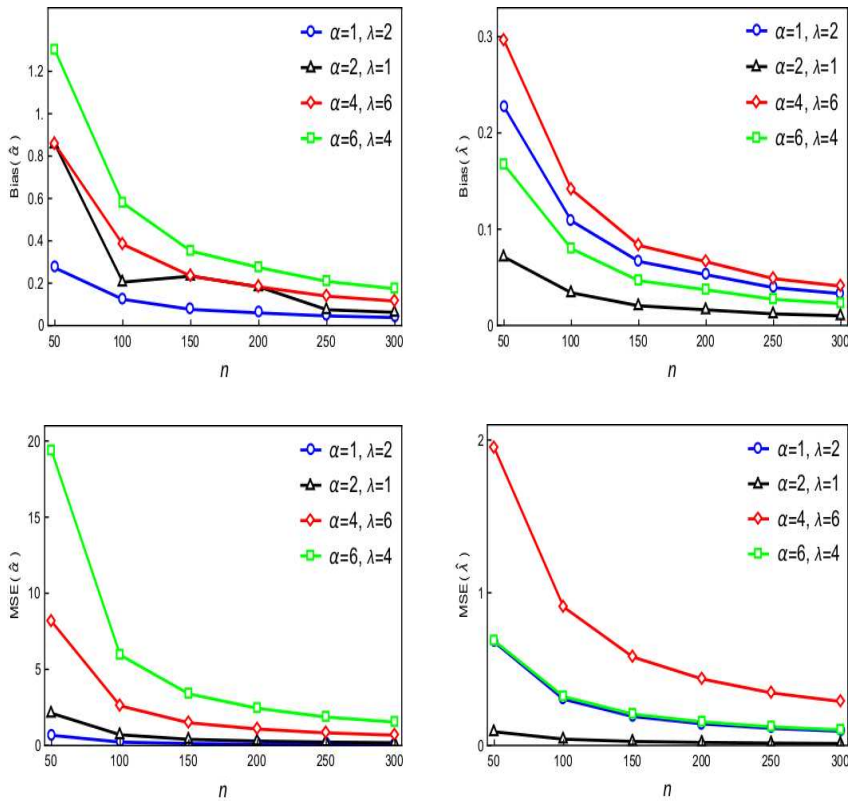 α=1, λ=2
α=2, λ=1
α=4, λ=6
α=6, λ=4
1.2
1.
0.8
0.6
0.4
0.2
0
Bias(α̂)
50 100 150 200 250 300
n
α=1, λ=2
α=2, λ=1
α=4, λ=6
α=6, λ=4
0.3
0.2
0.1
0
Bias(λ̂)
50 100 150 200 250 300
n
α=1, λ=2
α=2, λ=1
α=4, λ=6
α=6, λ=4
20
15
10
5
0
MSE(α̂)
50 100 150 200 250 300
n
α=1, λ=2
α=2, λ=1
α=4, λ=6
α=6, λ=4
2
1
0
MSE(λ̂)
50 100 150 200 250 300
n